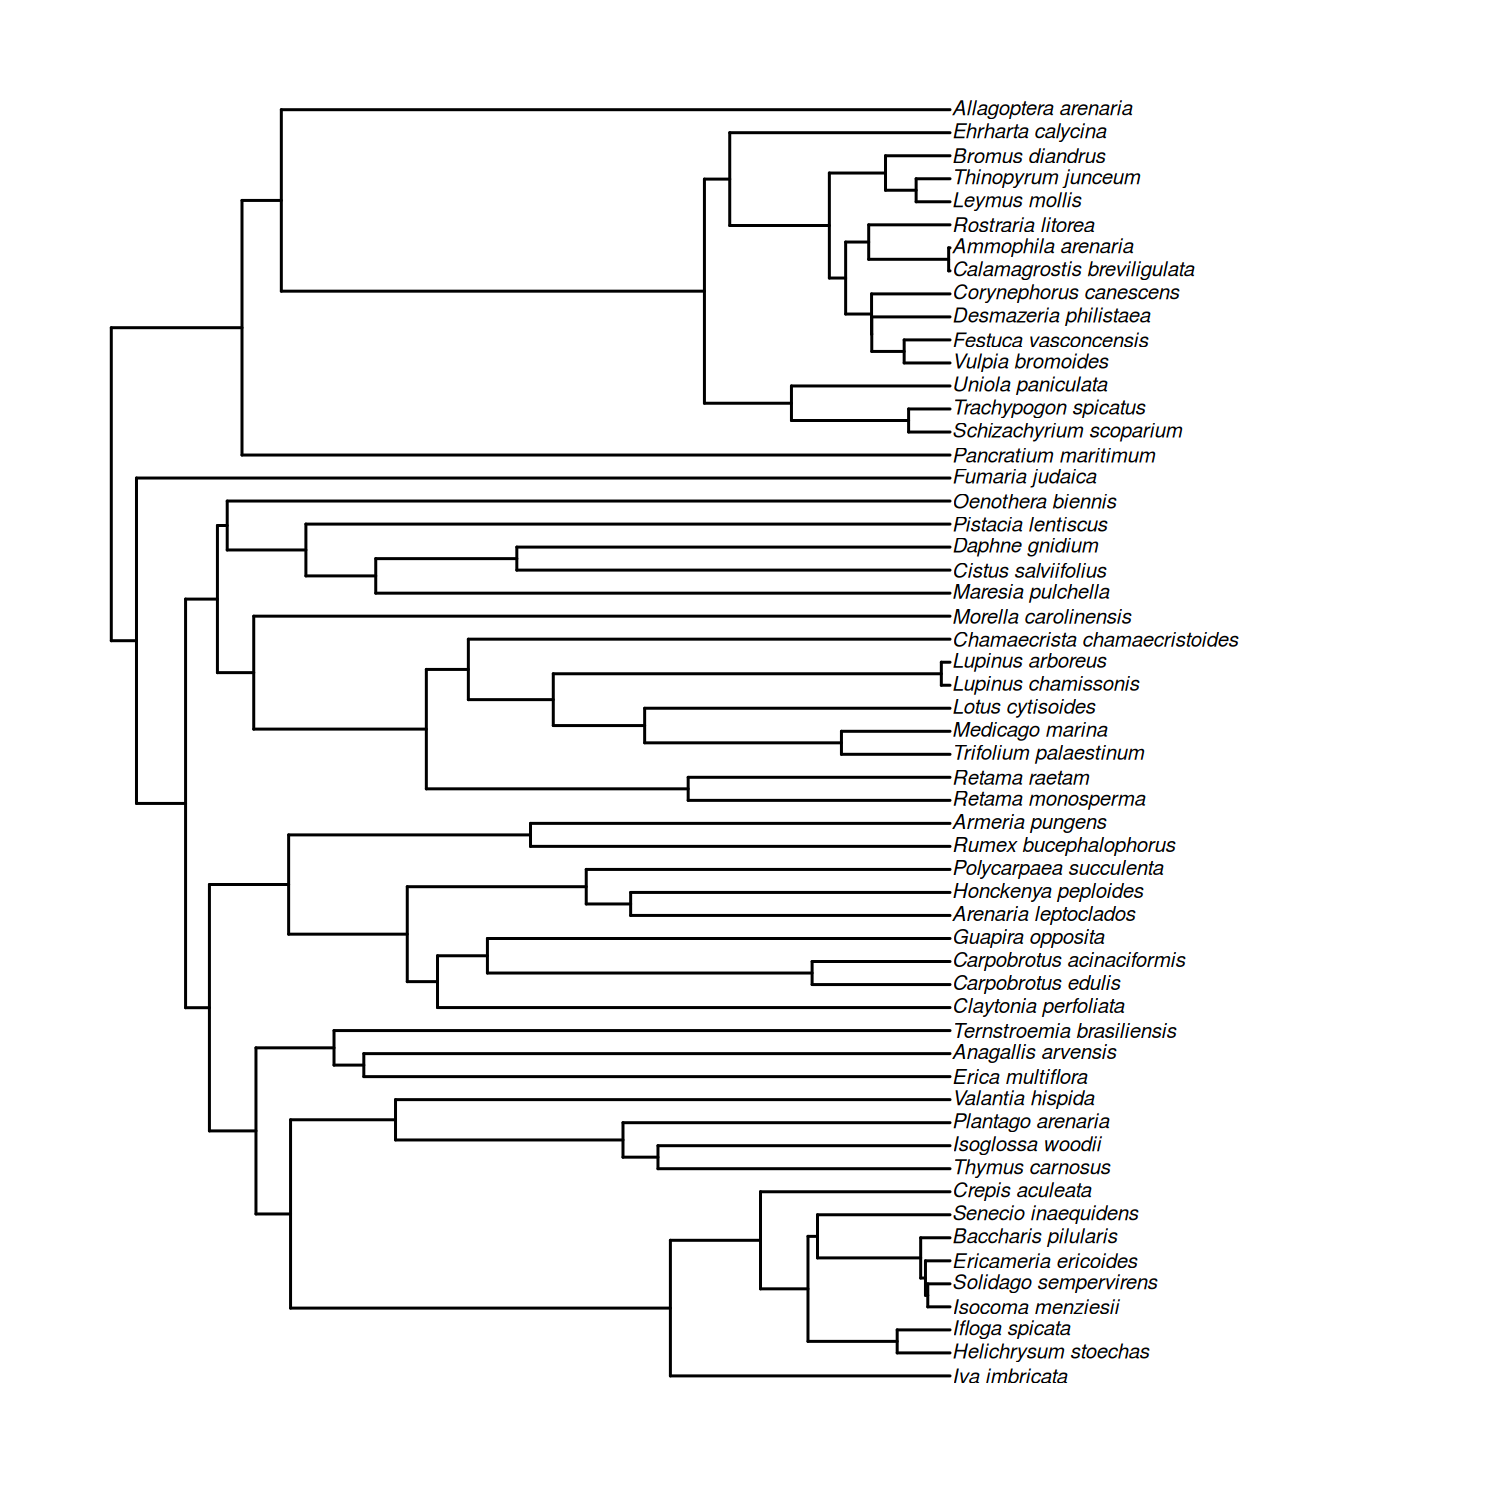 Allagoptera arenaria
Ehrharta calycina
Bromus diandrus
Thinopyrum junceum
Leymus mollis
Rostraria litorea
Ammophila arenaria
Calamagrostis breviligulata
Corynephorus canescens
Desmazeria philistaea
Festuca vasconcensis
Vulpia bromoides
Uniola paniculata
Trachypogon spicatus
Schizachyrium scoparium
Pancratium maritimum
Fumaria judaica
Oenothera biennis
Pistacia lentiscus
Daphne gnidium
Cistus salviifolius
Maresia pulchella
Morella carolinensis
Chamaecrista chamaecristoides
Lupinus arboreus
Lupinus chamissonis
Lotus cytisoides
Medicago marina
Trifolium palaestinum
Retama raetam
Retama monosperma
Armeria pungens
Rumex bucephalophorus
Polycarpaea succulenta
Honckenya peploides
Arenaria leptoclados
Guapira opposita
Carpobrotus acinaciformis
Carpobrotus edulis
Claytonia perfoliata
Ternstroemia brasiliensis
Anagallis arvensis
Erica multiflora
Valantia hispida
Plantago arenaria
Isoglossa woodii
Thymus carnosus
Crepis aculeata
Senecio inaequidens
Baccharis pilularis
Ericameria ericoides
Solidago sempervirens
Isocoma menziesii
Ifloga spicata
Helichrysum stoechas
Iva imbricata